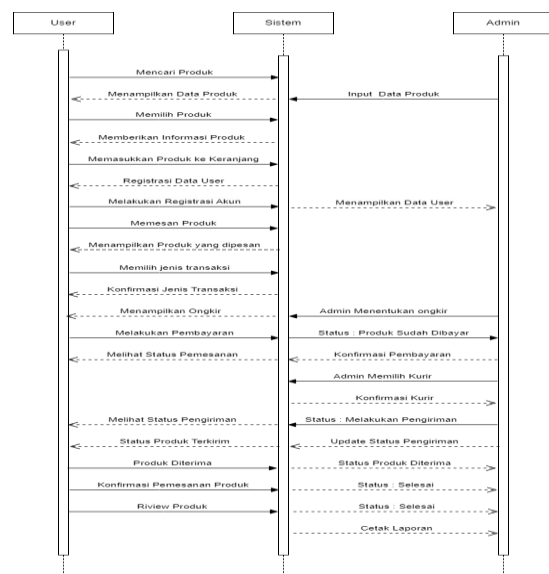 User Sistem Admin
Mencari Produk
Menampilkan Data Produk Input Data Produk
Memilih Produk
Memberikan Informasi Produk
Memasukkan Produk ke Keranjang
Registrasi Data User
Melakukan Registrasi Akun Menampilkan Data User
Memesan Produk
Menampilkan Produk yang dipesan
Memilih jenis transaksi
Konfirmasi Jenis Transaksi
Menampilkan Ongkir Admin Menentukan ongkir
Melakukan Pembayaran Status : Produk Sudah Dibayar
Melihat Status Pemesanan Konfirmasi Pembayaran
Admin Memilih Kurir
Konfirmasi Kurir
Melihat Status Pengiriman Status : Melakukan Pengiriman
Status Produk Terkirim Update Status Pengiriman
Produk Diterima Status Produk Diterima
Konfirmasi Pemesanan Produk Status : Selesai
Riview Produk Status : Selesai
Cetak Laporan